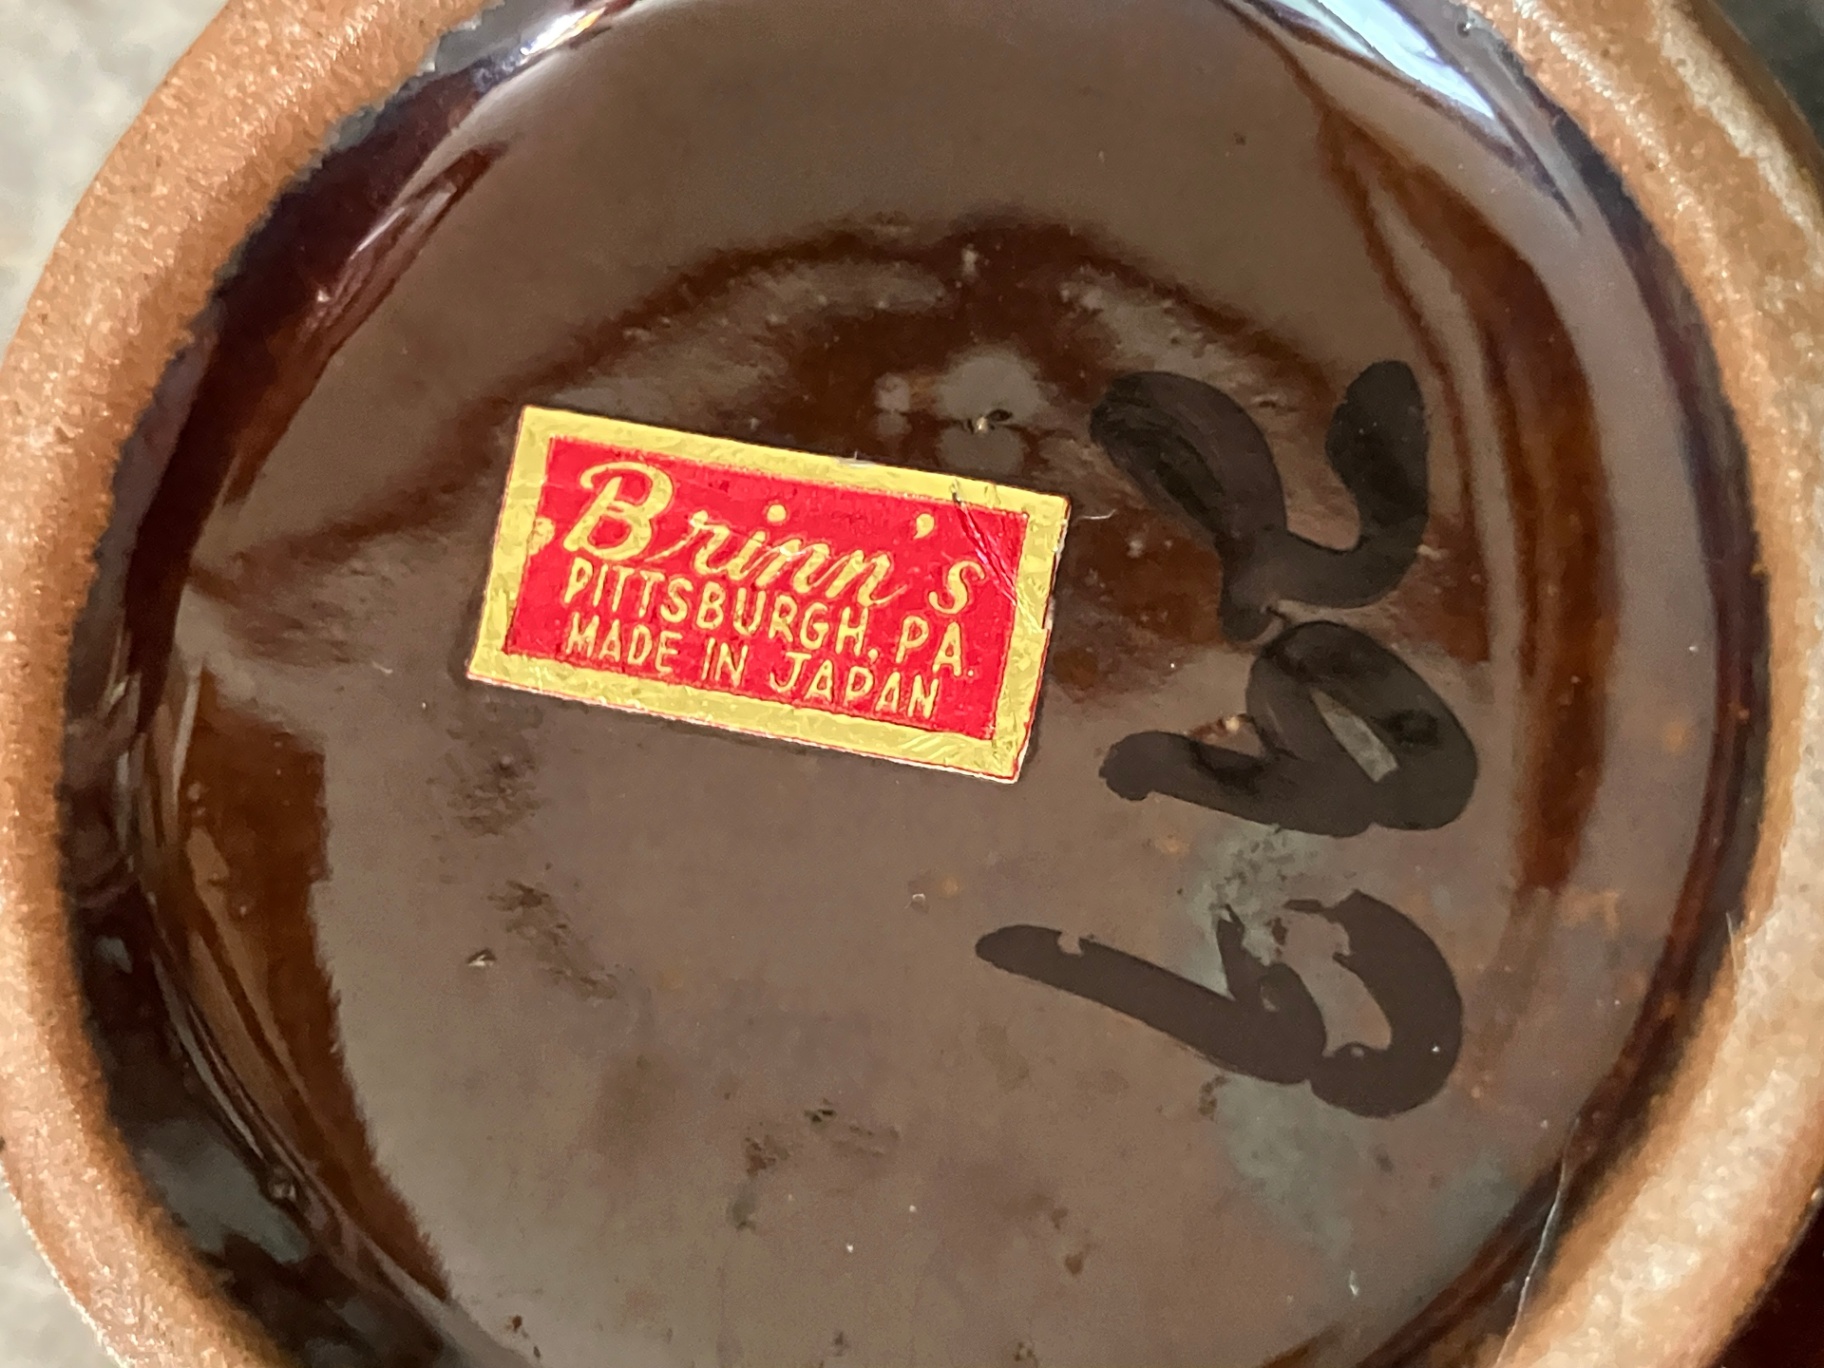 Brinn's
PITTSBURGH, PA.
MADE IN JAPAN